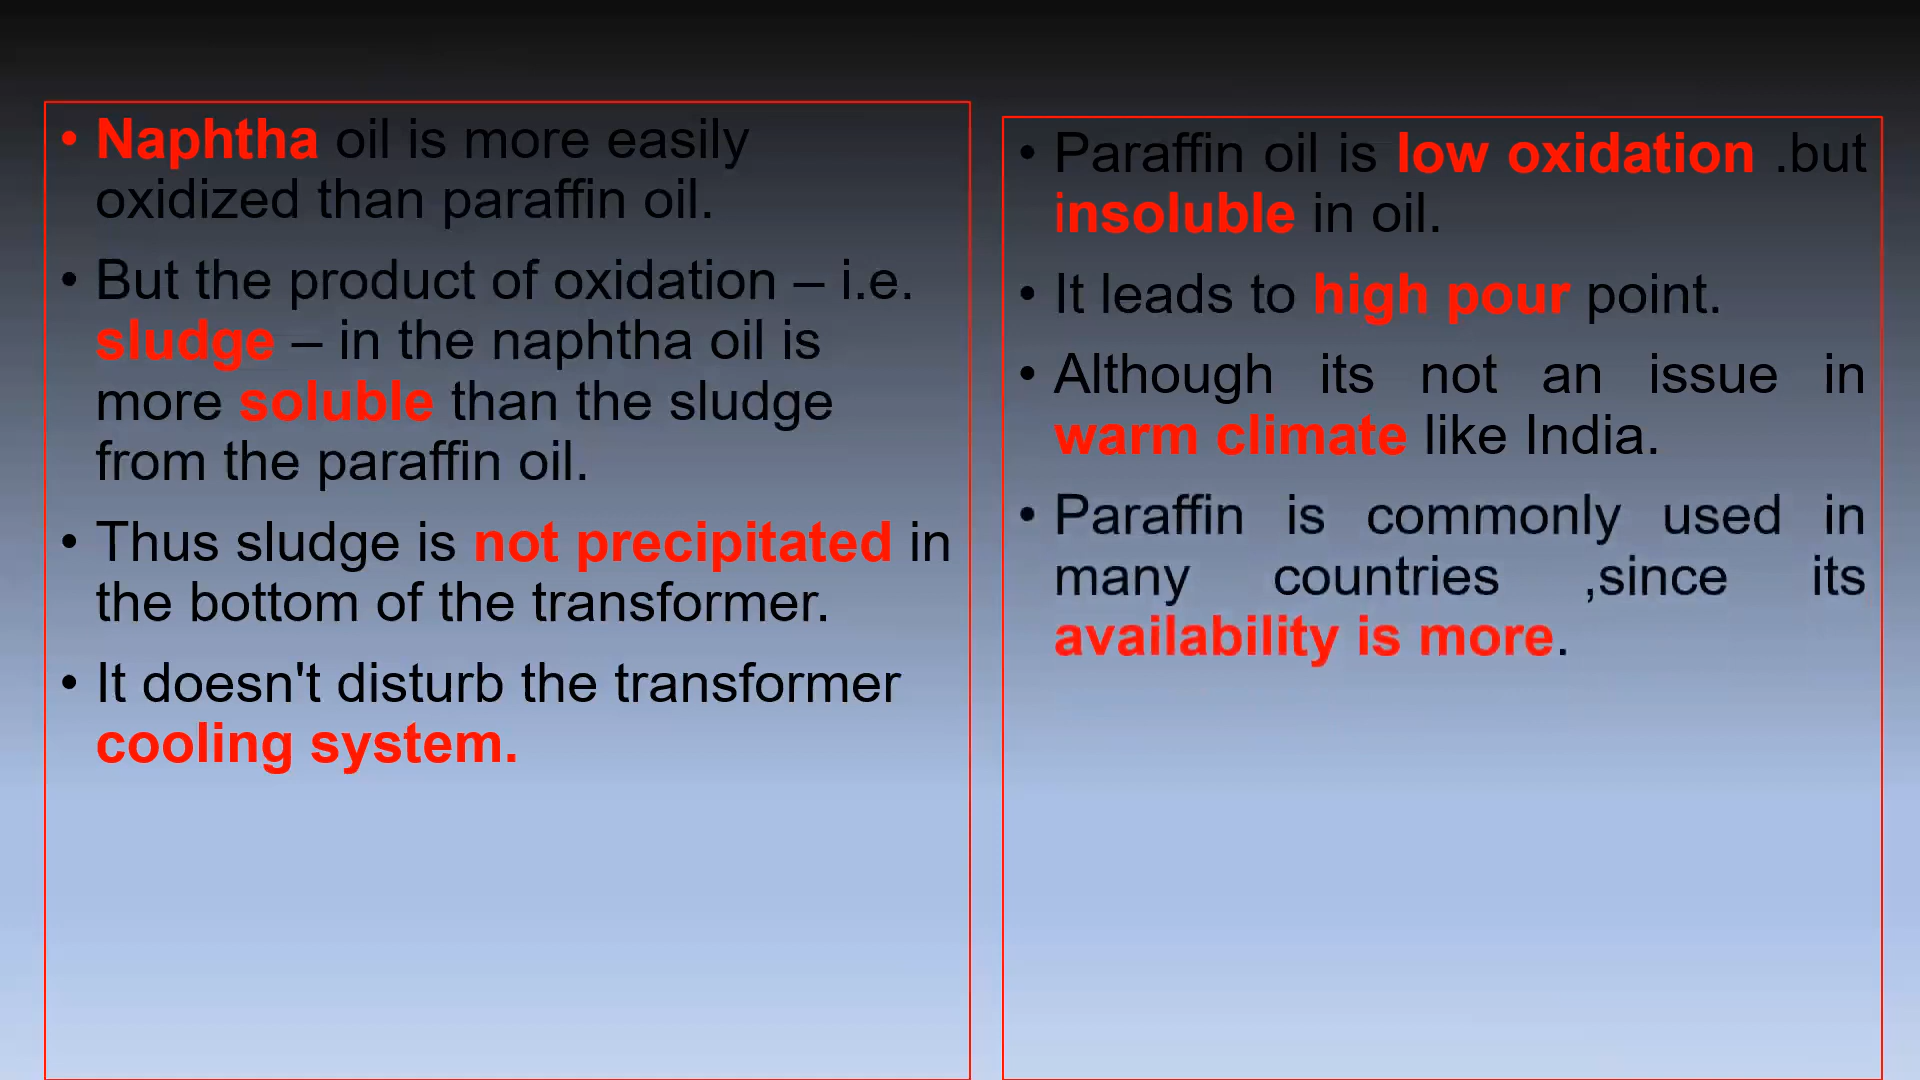 • Naphtha oil is more easily
oxidized than paraffin oil.
• But the product of oxidation – i.e.
sludge – in the naphtha oil is
more soluble than the sludge
from the paraffin oil.
• Thus sludge is not precipitated in
the bottom of the transformer.
• It doesn't disturb the transformer
cooling system.
• Paraffin oil is low oxidation .but
insoluble in oil.
• It leads to high pour point.
• Although its not an issue in
warm climate like India.
• Paraffin is commonly used in
many countries ,since its
availability is more.